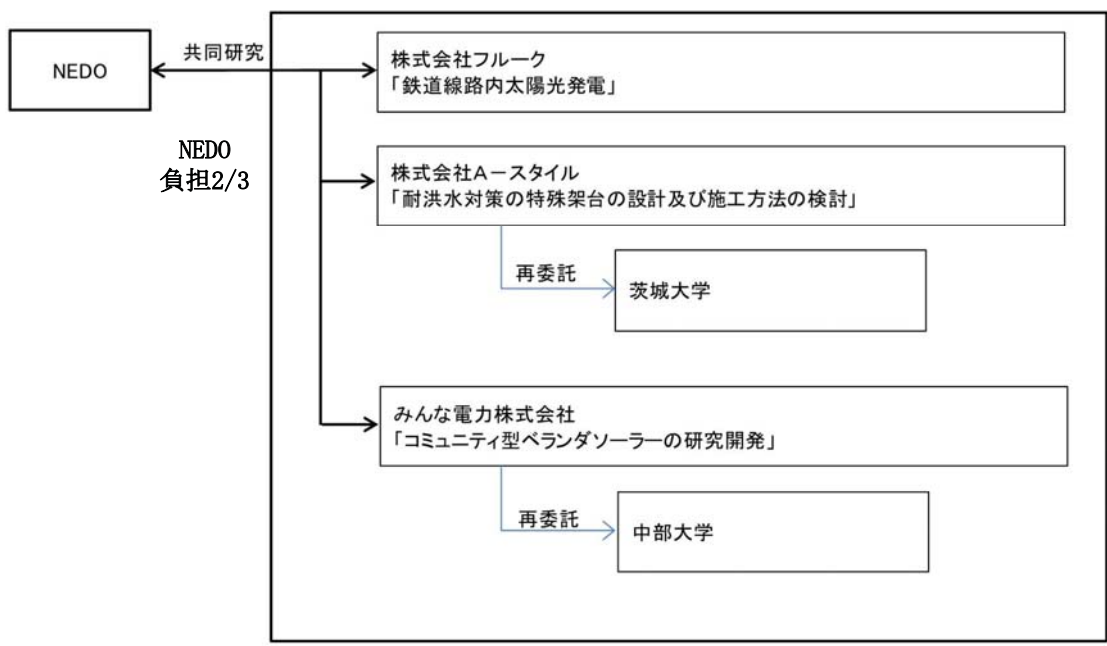 NEDO
共同研究
NEDO
負担2/3
株式会社フルーク
「鉄道線路内太陽光発電」
株式会社A－スタイル
「耐洪水対策の特殊架台の設計及び施工方法の検討」
再委託
茨城大学
みんな電力株式会社
「コミュニティ型ベランダソーラーの研究開発」
再委託
中部大学